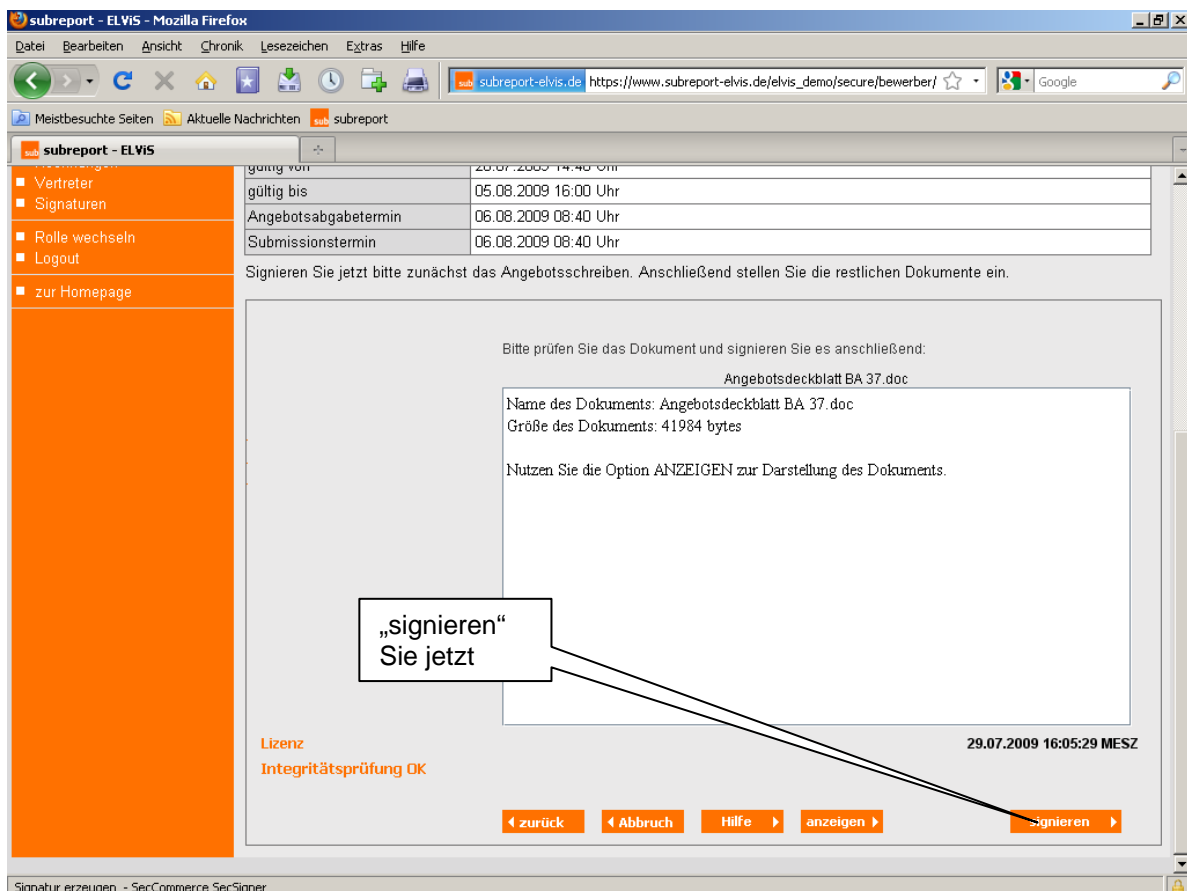 subreport - ELViS - Mozilla Firefox
Datei Bearbeiten Ansicht Chronik Lesezeichen Extras Hilfe
sub subreport-elvis.de https://www.subreport-elvis.de/elvis_demo/secure/bewerber/ Google
Meistbesuchte Seiten Aktuelle Nachrichten sub subreport
sub subreport - ELViS
gültig von
Vertreter
gültig bis 05.08.2009 16:00 Uhr
Signaturen
Angebotsabgabetermin 06.08.2009 08:40 Uhr
Rolle wechseln
Submissionstermin 06.08.2009 08:40 Uhr
Logout
Signieren Sie jetzt bitte zunächst das Angebotsschreiben. Anschließend stellen Sie die restlichen Dokumente ein.
zur Homepage
Bitte prüfen Sie das Dokument und signieren Sie es anschließend:
Angebotsdeckblatt BA 37.doc
Name des Dokuments: Angebotsdeckblatt BA 37.doc
Größe des Dokuments: 41984 bytes
Nutzen Sie die Option ANZEIGEN zur Darstellung des Dokuments.
„signieren“
Sie jetzt
Lizenz
29.07.2009 16:05:29 MESZ
Integritätsprüfung OK
zurück Abbruch Hilfe anzeigen signieren
Signatur erzeugen - SecCommerce SecSigner